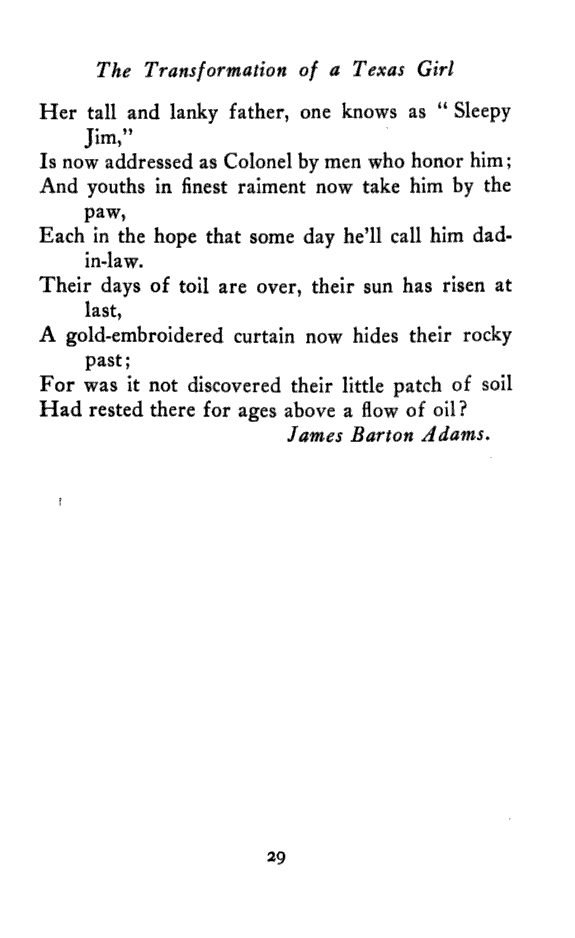 The Transformation of a Texas Girl
Her tall and lanky father, one knows as “ Sleepy
Jim,”
Is now addressed as Colonel by men who honor him;
And youths in finest raiment now take him by the
paw,
Each in the hope that some day he’ll call him dad-
in-law.
Their days of toil are over, their sun has risen at
last,
A gold-embroidered curtain now hides their rocky
past;
For was it not discovered their little patch of soil
Had rested there for ages above a flow of oil?
James Barton Adams.
29